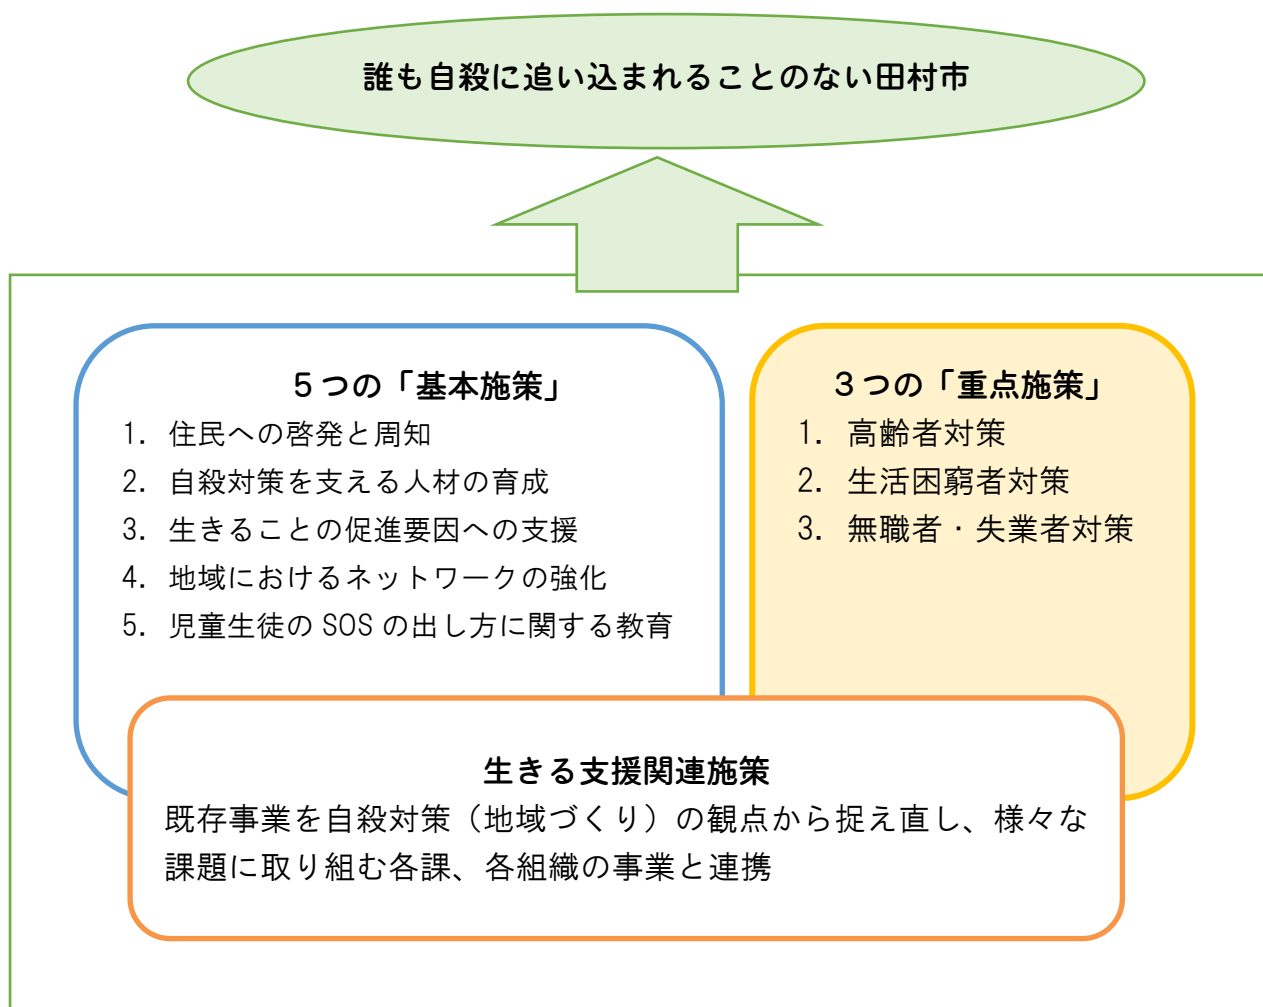 誰も自殺に追い込まれることのない田村市
５つの「基本施策」
1. 住民への啓発と周知
2. 自殺対策を支える人材の育成
3. 生きることの促進要因への支援
4. 地域におけるネットワークの強化
5. 児童生徒の SOS の出し方に関する教育
３つの「重点施策」
1. 高齢者対策
2. 生活困窮者対策
3. 無職者・失業者対策
生きる支援関連施策
既存事業を自殺対策（地域づくり）の観点から捉え直し、様々な
課題に取り組む各課、各組織の事業と連携